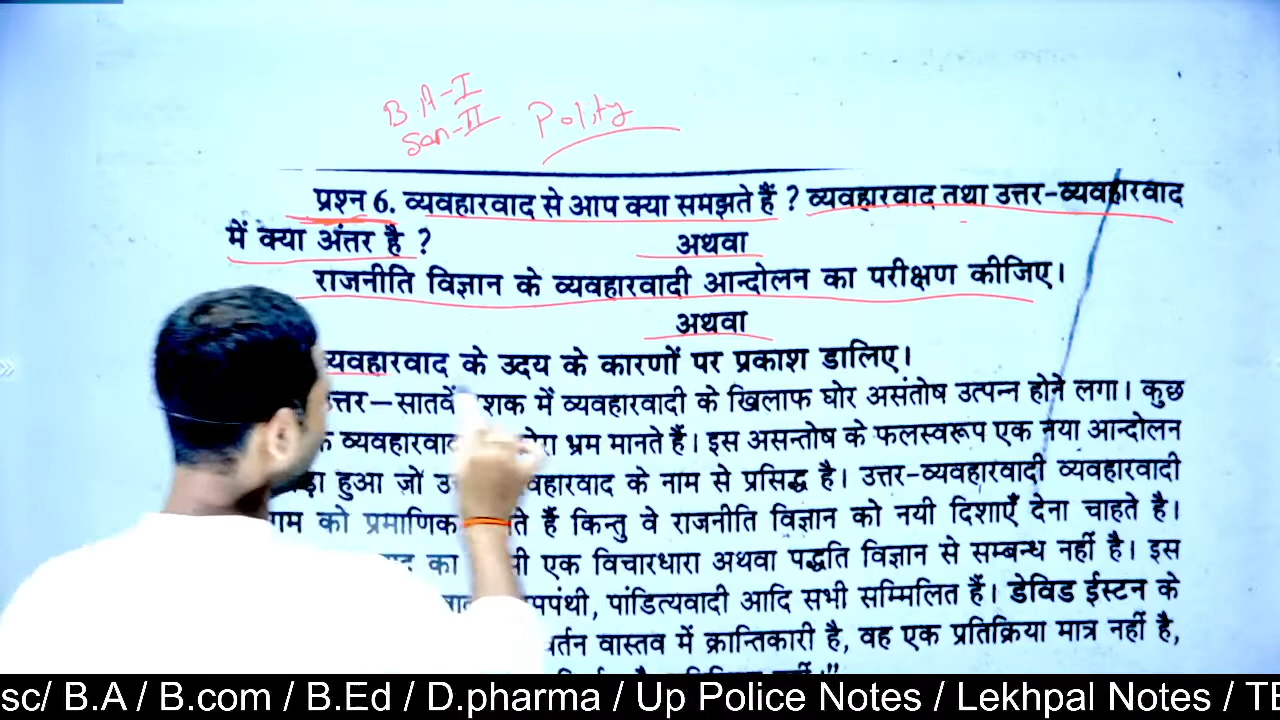 B.A-I
Sem-II Polity
प्रश्न 6. व्यवहारवाद से आप क्या समझते हैं ? व्यवहारवाद तथा उत्तर-व्यवहारवाद
में क्या अंतर है ?
अथवा
राजनीति विज्ञान के व्यवहारवादी आन्दोलन का परीक्षण कीजिए।
अथवा
व्यवहारवाद के उदय के कारणों पर प्रकाश डालिए।
उत्तर—सातवें दशक में व्यवहारवादी के खिलाफ घोर असंतोष उत्पन्न होने लगा। कुछ
व्यवहारवाद भ्रम मानते हैं। इस असन्तोष के फलस्वरूप एक नया आन्दोलन
हुआ जो के नाम से प्रसिद्ध है। उत्तर-व्यवहारवादी व्यवहारवादी
को प्रमाणिक हैं किन्तु वे राजनीति विज्ञान को नयी दिशाएँ देना चाहते है।
का एक विचारधारा अथवा पद्धति विज्ञान से सम्बन्ध नहीं है। इस
पांडित्यवादी आदि सभी सम्मिलित हैं। डेविड ईस्टन के
वास्तव में क्रान्तिकारी है, वह एक प्रतिक्रिया मात्र नहीं है,
sc/ B.A / B.com / B.Ed / D.pharma / Up Police Notes / Lekhpal Notes / TE